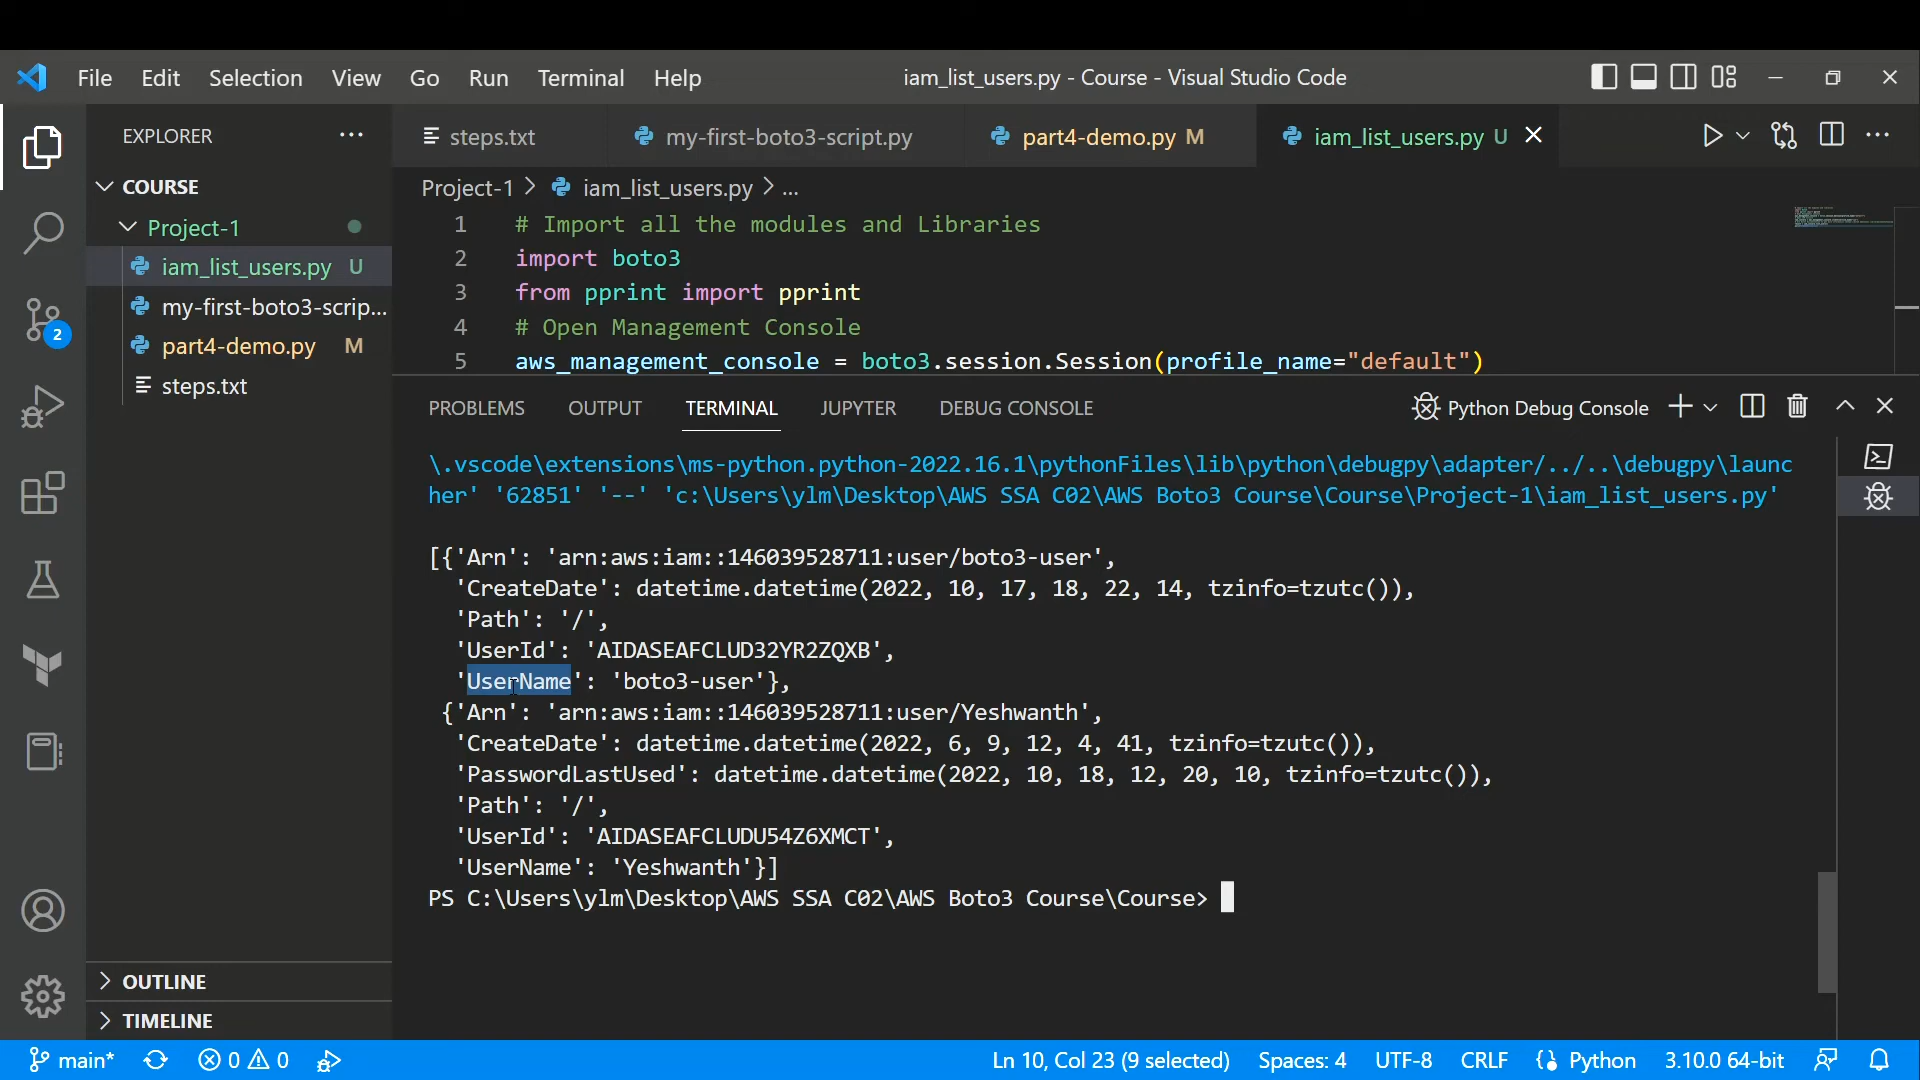 File Edit Selection View Go Run Terminal Help
iam_list_users.py - Course - Visual Studio Code
EXPLORER
COURSE
Project-1
iam_list_users.py U
my-first-boto3-scrip...
part4-demo.py M
steps.txt
OUTLINE
TIMELINE
2
steps.txt my-first-boto3-script.py part4-demo.py M iam_list_users.py U
Project-1 > iam_list_users.py > ...
1 # Import all the modules and Libraries
2 import boto3
3 from pprint import pprint
4 # Open Management Console
5 aws_management_console = boto3.session.Session(profile_name="default")
PROBLEMS OUTPUT TERMINAL JUPYTER DEBUG CONSOLE
Python Debug Console
\.vscode\extensions\ms-python.python-2022.16.1\pythonFiles\lib\python\debugpy\adapter/../..\debugpy\launc
her' '62851' '--' 'c:\Users\ylm\Desktop\AWS SSA C02\AWS Boto3 Course\Course\Project-1\iam_list_users.py'
[{'Arn': 'arn:aws:iam::146039528711:user/boto3-user',
'CreateDate': datetime.datetime(2022, 10, 17, 18, 22, 14, tzinfo=tzutc()),
'Path': '/',
'UserId': 'AIDASEAFCLUD32YR2ZQXB',
'UserName': 'boto3-user'},
{'Arn': 'arn:aws:iam::146039528711:user/Yeshwanth',
'CreateDate': datetime.datetime(2022, 6, 9, 12, 4, 41, tzinfo=tzutc()),
'PasswordLastUsed': datetime.datetime(2022, 10, 18, 12, 20, 10, tzinfo=tzutc()),
'Path': '/',
'UserId': 'AIDASEAFCLUDU54Z6XMCT',
'UserName': 'Yeshwanth'}]
PS C:\Users\ylm\Desktop\AWS SSA C02\AWS Boto3 Course\Course>
main* 0 0 Ln 10, Col 23 (9 selected) Spaces: 4 UTF-8 CRLF Python 3.10.0 64-bit